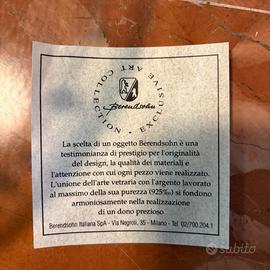 COLLECTION · EXCLUSIVE ART
Berendsohn
La scelta di un oggetto Berendsohn è una
testimonianza di prestigio per l'originalità
del design, la qualità dei materiali e
l'attenzione con cui ogni pezzo viene realizzato.
L'unione dell'arte vetraria con l'argento lavorato
al massimo della sua purezza (925‰) si fondono
armoniosamente nella realizzazione
di un dono prezioso
Berendsohn Italiana SpA - Via Negroli, 35 - Milano - Tel 02/700.204.1
subito